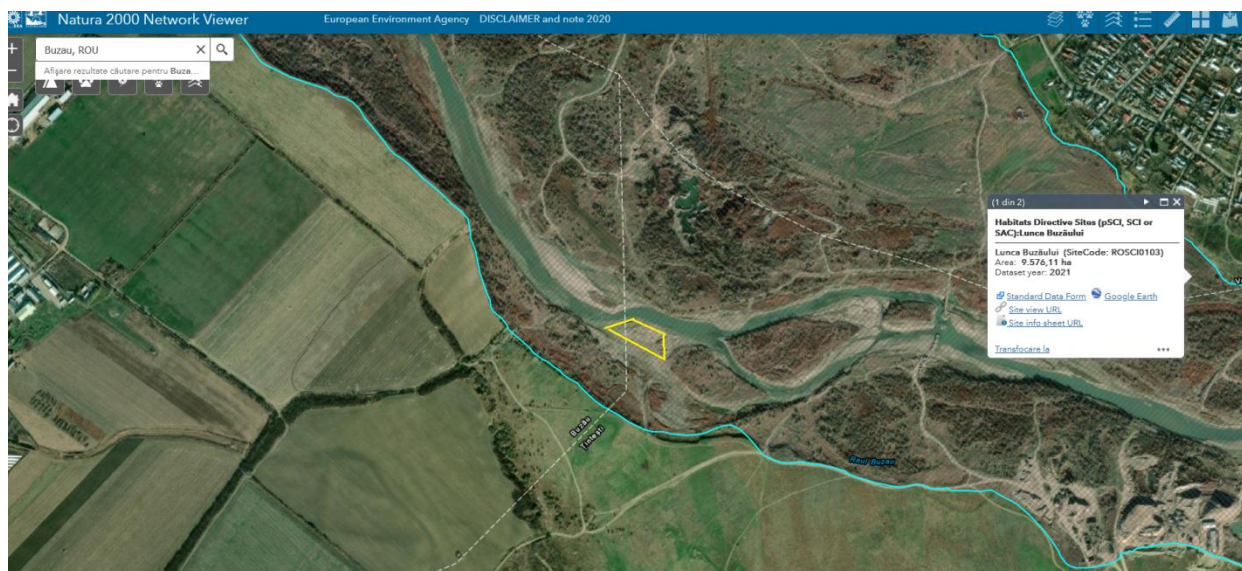 Natura 2000 Network Viewer
European Environment Agency
DISCLAIMER and note 2020
Buzau, ROU
Afișare rezultate căutare pentru Buza...
(1 din 2)
Habitats Directive Sites (pSCI, SCI or
SAC):Lunca Buzăului
Lunca Buzăului (SiteCode: ROSCI0103)
Area: 9.576,11 ha
Dataset year: 2021
Standard Data Form
Google Earth
Site view URL
Site info sheet URL
Transfocare la
Buzău
Țintești
Raul Buzau